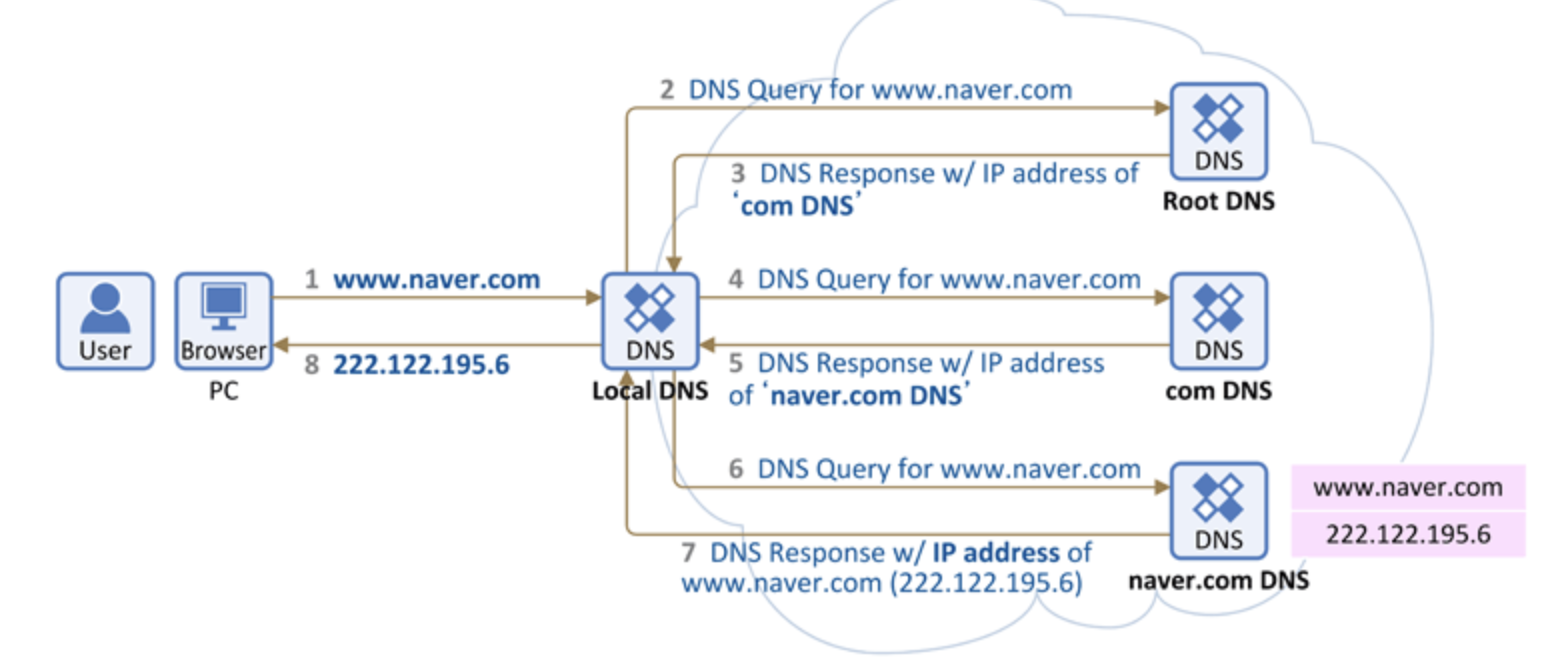 2 DNS Query for www.naver.com
DNS
Root DNS
3 DNS Response w/ IP address of
‘com DNS’
User
Browser
PC
1 www.naver.com
8 222.122.195.6
DNS
Local DNS
4 DNS Query for www.naver.com
5 DNS Response w/ IP address
of ‘naver.com DNS’
DNS
com DNS
6 DNS Query for www.naver.com
7 DNS Response w/ IP address of
www.naver.com (222.122.195.6)
DNS
naver.com DNS
www.naver.com
222.122.195.6